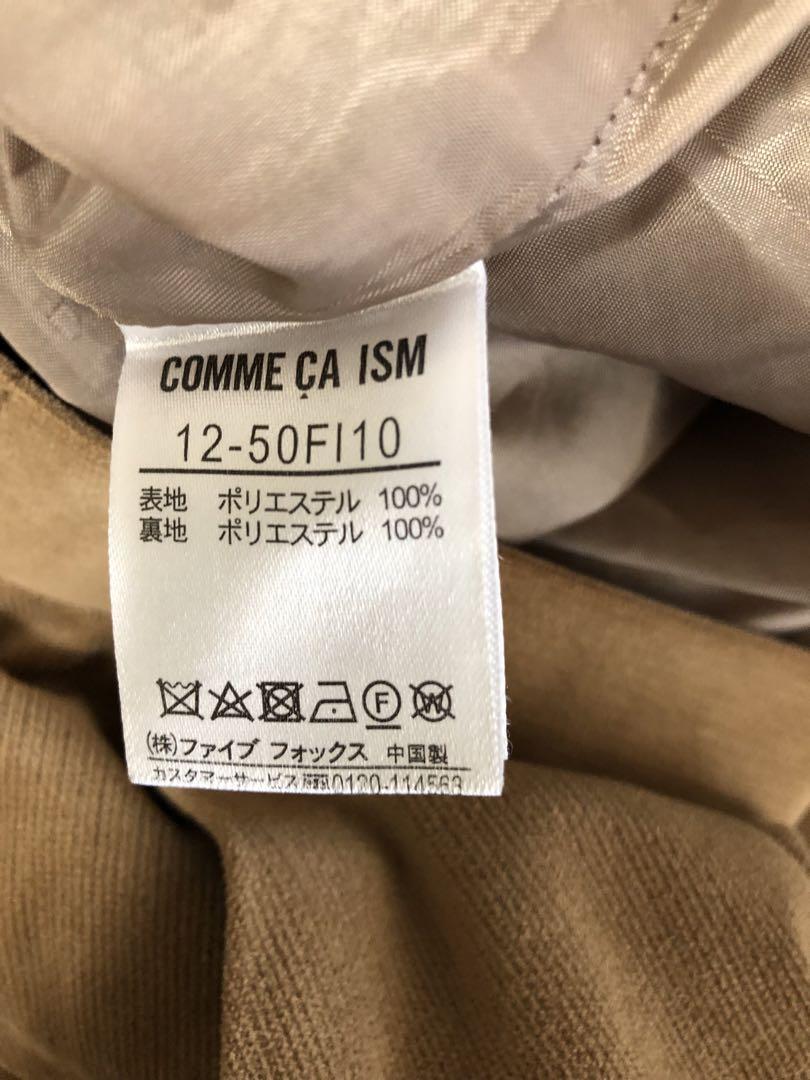 COMME ÇA ISM
12-50FI10
表地 ポリエステル 100%
裏地 ポリエステル 100%
F W
(株)ファイブ フォックス 中国製
カスタマーサービス 0120-114563